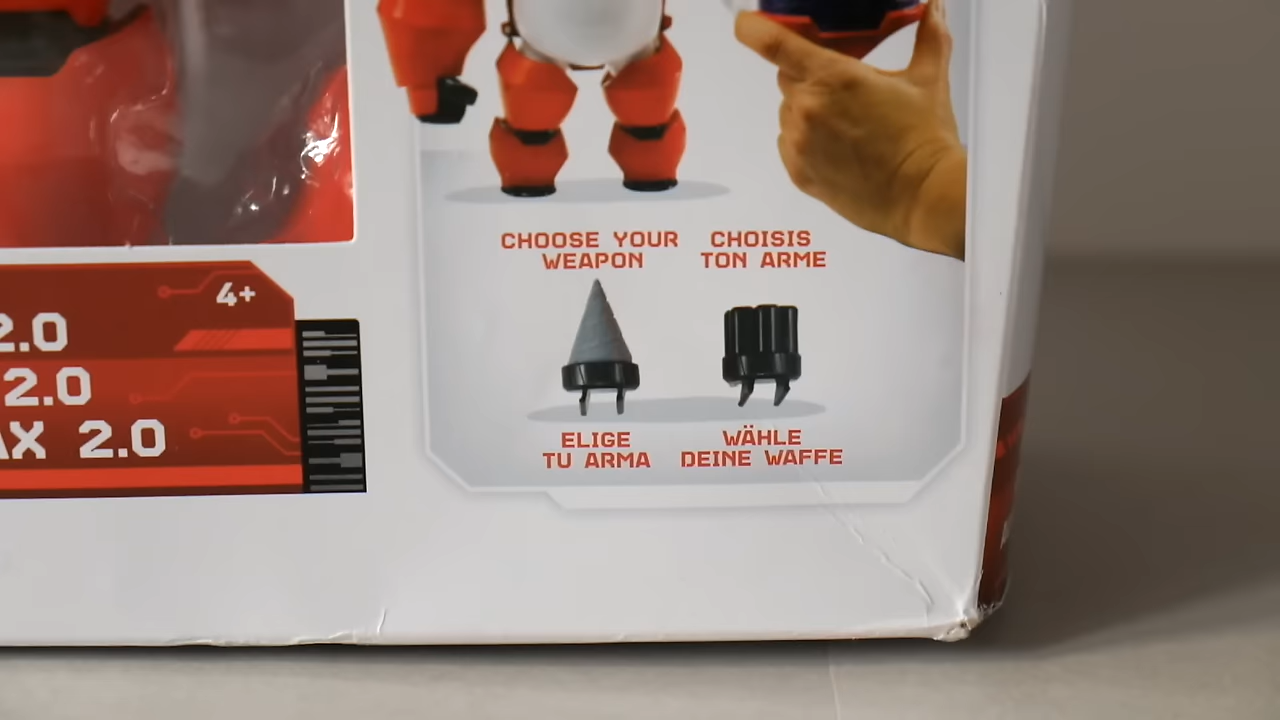 CHOOSE YOUR
WEAPON
CHOISIS
TON ARME
4+
2.0
2.0
AX 2.0
ELIGE
TU ARMA
WÄHLE
DEINE WAFFE